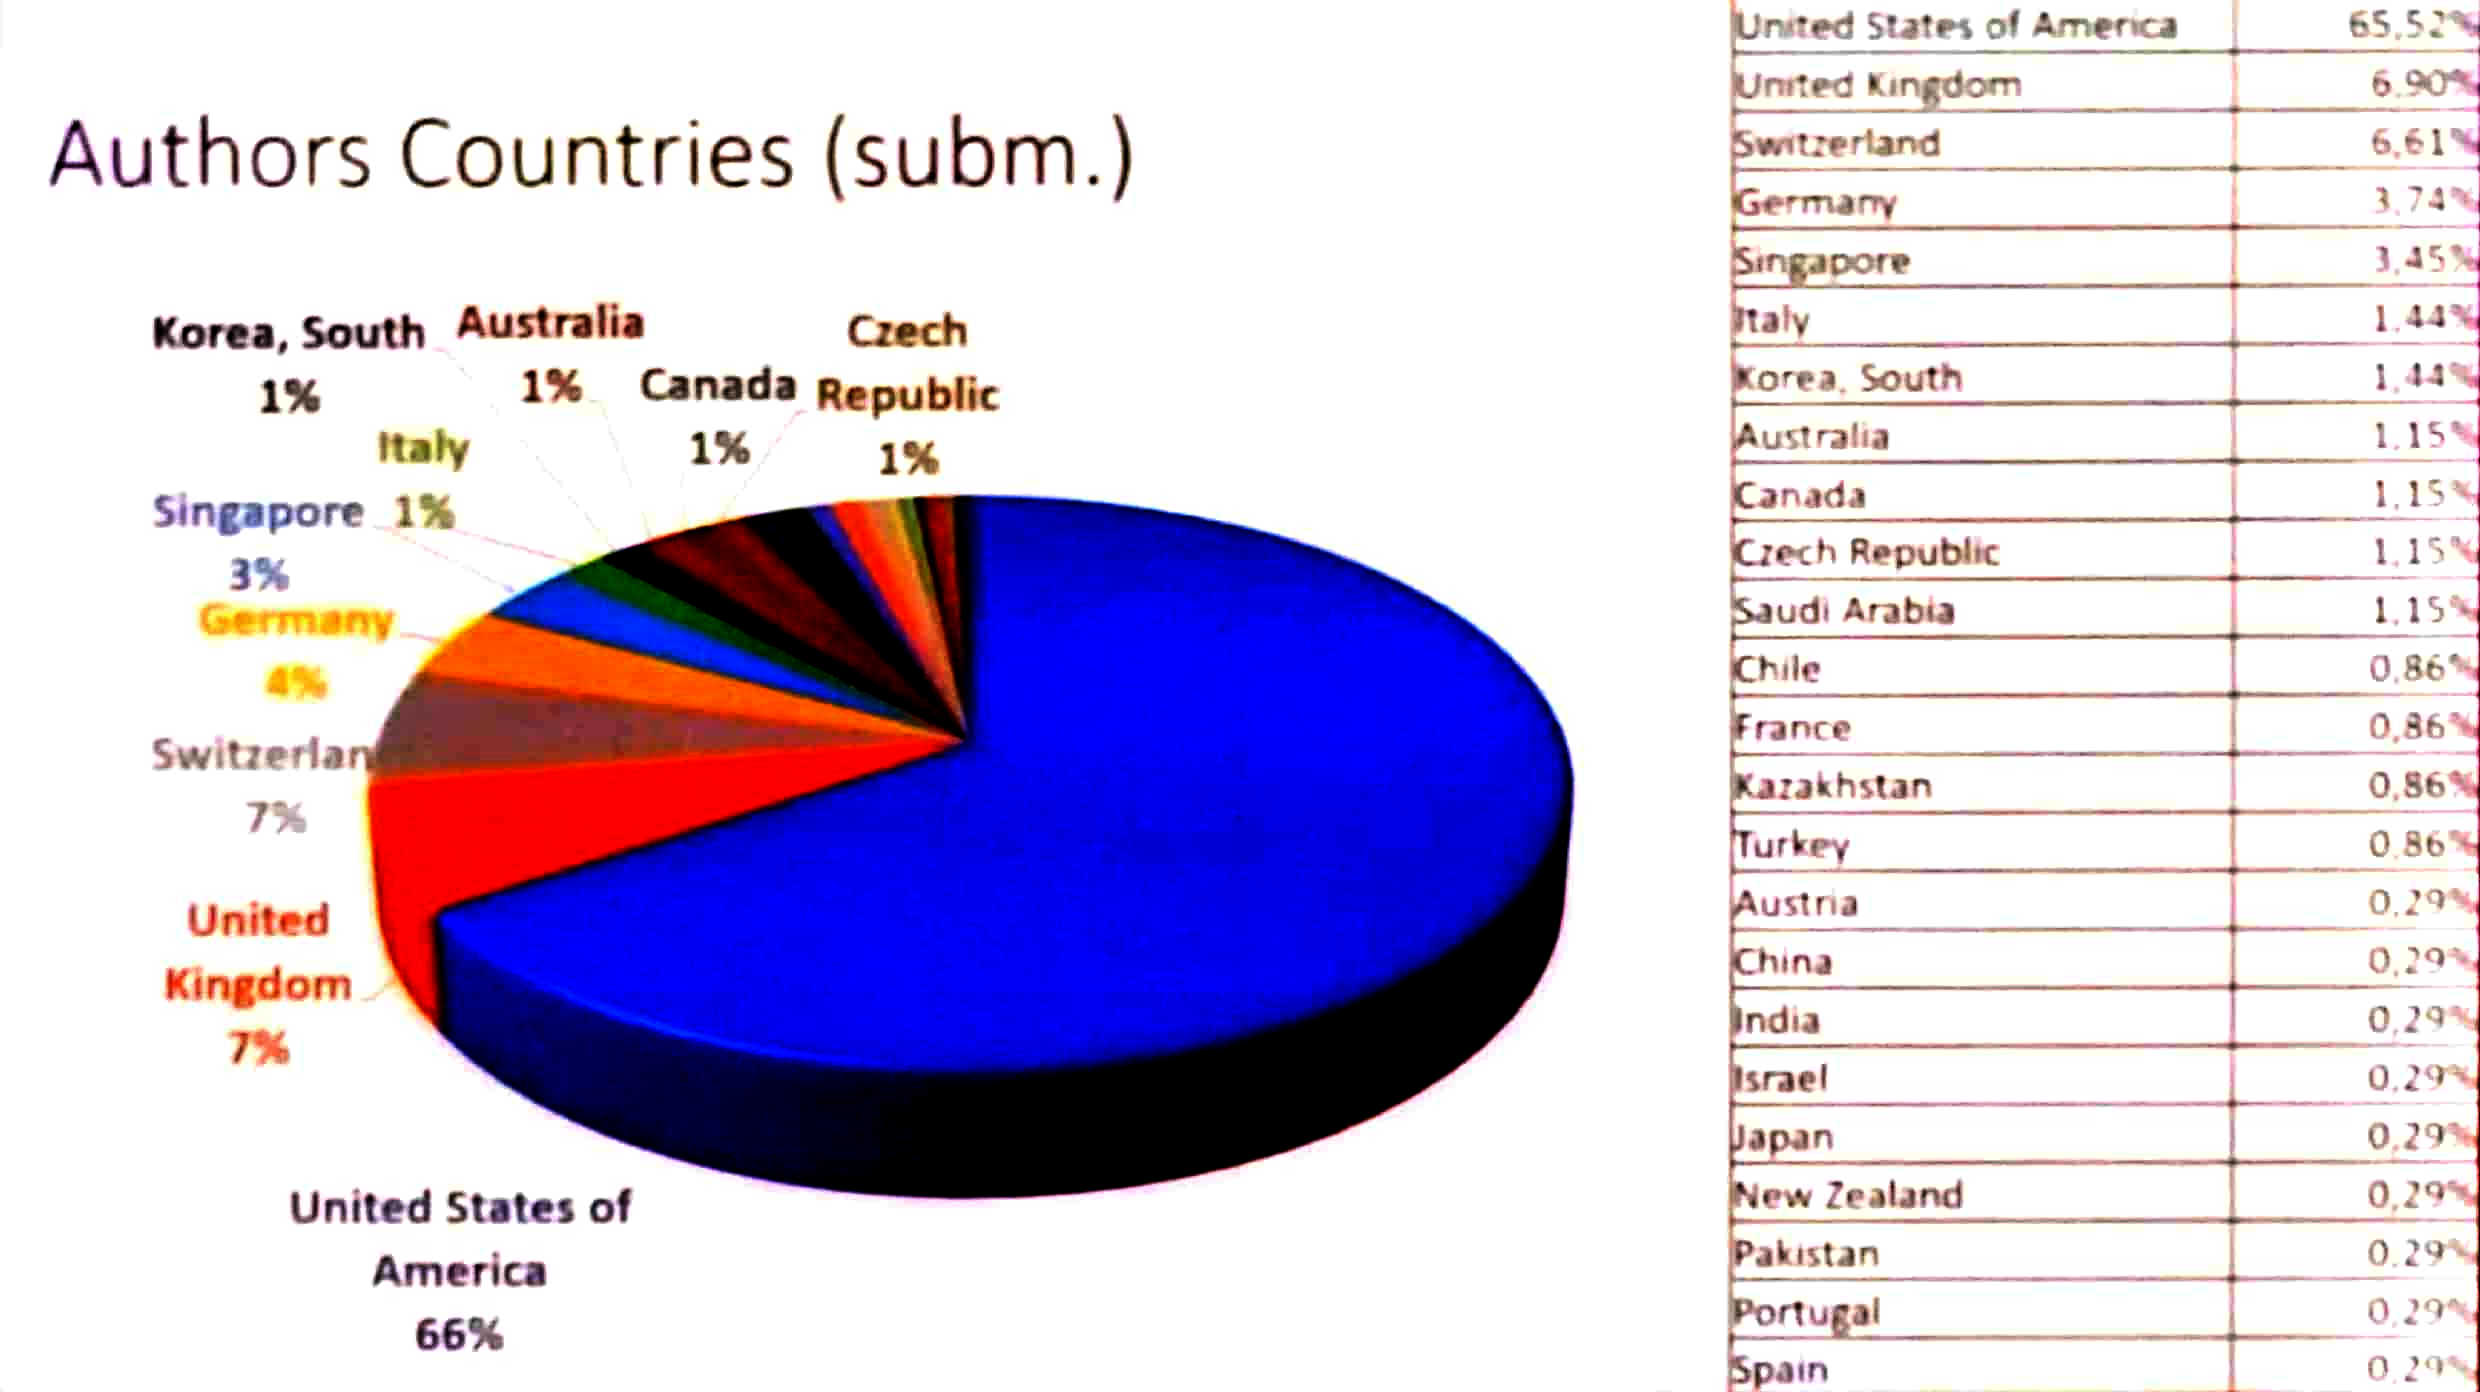 Authors Countries (subm.)
Korea, South
1%
Australia
1%
Canada
1%
Czech
Republic
1%
Italy
1%
Singapore
3%
Germany
4%
Switzerlan
7%
United
Kingdom
7%
United States of
America
66%
United States of America 65,52%
United Kingdom 6,90%
Switzerland 6,61%
Germany 3,74%
Singapore 3,45%
Italy 1,44%
Korea, South 1,44%
Australia 1,15%
Canada 1,15%
Czech Republic 1,15%
Saudi Arabia 1,15%
Chile 0,86%
France 0,86%
Kazakhstan 0,86%
Turkey 0,86%
Austria 0,29%
China 0,29%
India 0,29%
Israel 0,29%
Japan 0,29%
New Zealand 0,29%
Pakistan 0,29%
Portugal 0,29%
Spain 0,29%